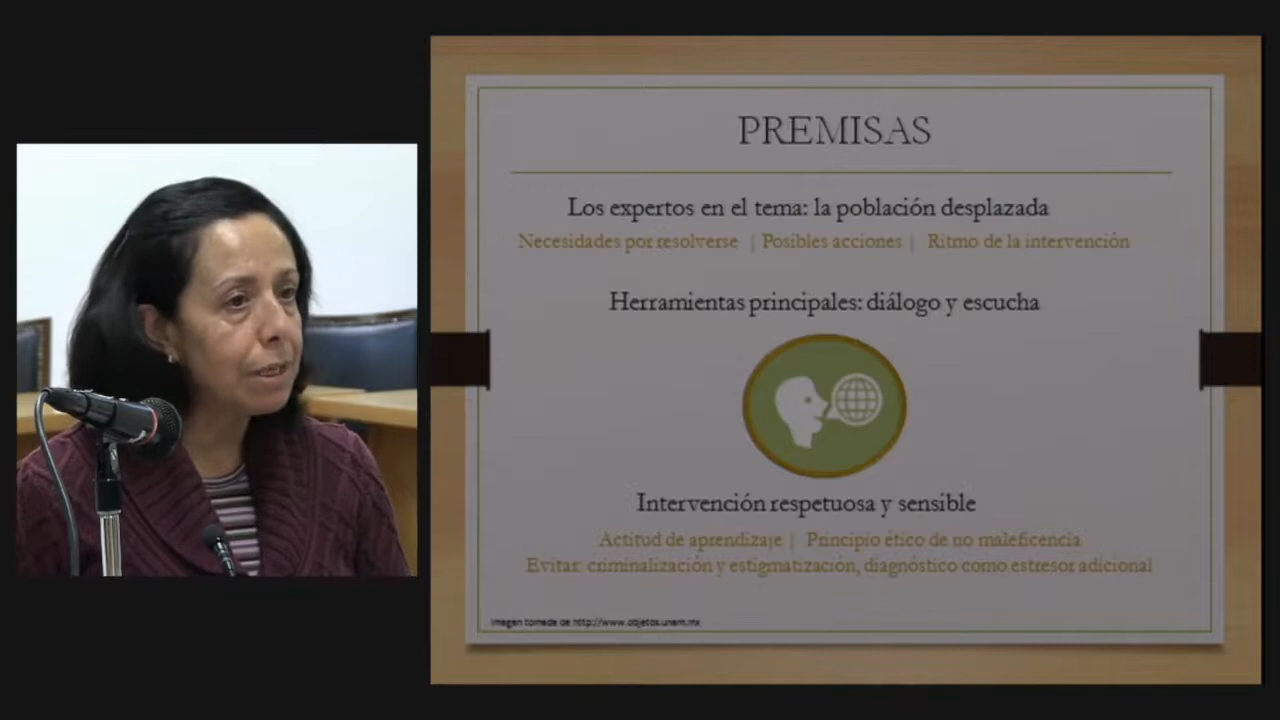 PREMISAS
Los expertos en el tema: la población desplazada
Necesidades por resolverse | Posibles acciones | Ritmo de la intervención
Herramientas principales: diálogo y escucha
Intervención respetuosa y sensible
Actitud de aprendizaje | Principio ético de no maleficencia
Evitar: criminalización y estigmatización, diagnóstico como estresor adicional
Imagen tomada de http://www.objetos.unam.mx